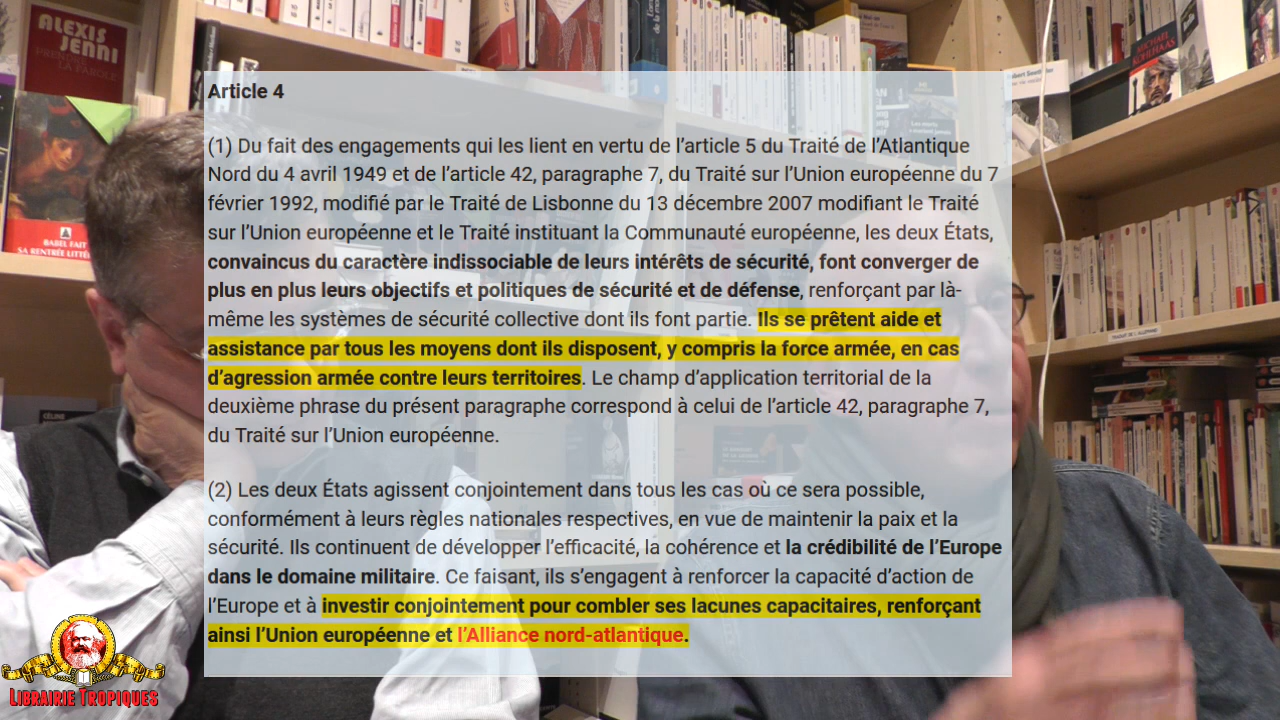 ALEXIS
JENNI
PRENDRE
LA PAROLE
BABEL FAIT
SA RENTRÉE LITTÉ
MICHAEL
KOHLHAAS
CÉLINE
Article 4
(1) Du fait des engagements qui les lient en vertu de l’article 5 du Traité de l’Atlantique
Nord du 4 avril 1949 et de l’article 42, paragraphe 7, du Traité sur l’Union européenne du 7
février 1992, modifié par le Traité de Lisbonne du 13 décembre 2007 modifiant le Traité
sur l’Union européenne et le Traité instituant la Communauté européenne, les deux États,
convaincus du caractère indissociable de leurs intérêts de sécurité, font converger de
plus en plus leurs objectifs et politiques de sécurité et de défense, renforçant par là-
même les systèmes de sécurité collective dont ils font partie. Ils se prêtent aide et
assistance par tous les moyens dont ils disposent, y compris la force armée, en cas
d’agression armée contre leurs territoires. Le champ d’application territorial de la
deuxième phrase du présent paragraphe correspond à celui de l’article 42, paragraphe 7,
du Traité sur l’Union européenne.
(2) Les deux États agissent conjointement dans tous les cas où ce sera possible,
conformément à leurs règles nationales respectives, en vue de maintenir la paix et la
sécurité. Ils continuent de développer l’efficacité, la cohérence et la crédibilité de l’Europe
dans le domaine militaire. Ce faisant, ils s’engagent à renforcer la capacité d’action de
l’Europe et à investir conjointement pour combler ses lacunes capacitaires, renforçant
ainsi l’Union européenne et l’Alliance nord-atlantique.
LIBRAIRIE TROPIQUES